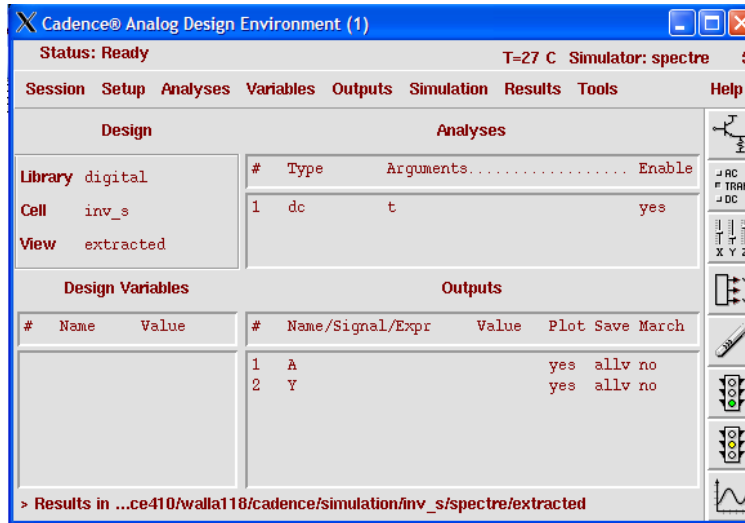 Cadence® Analog Design Environment (1)
Status: Ready
T=27 C Simulator: spectre
Session Setup Analyses Variables Outputs Simulation Results Tools Help
Design
Analyses
Library digital
Cell inv_s
View extracted
# Type Arguments................... Enable
1 dc t yes
AC
TRAN
DC
X Y Z
Design Variables
Outputs
# Name Value
# Name/Signal/Expr Value Plot Save March
1 A yes allv no
2 Y yes allv no
> Results in ...ce410/walla118/cadence/simulation/inv_s/spectre/extracted